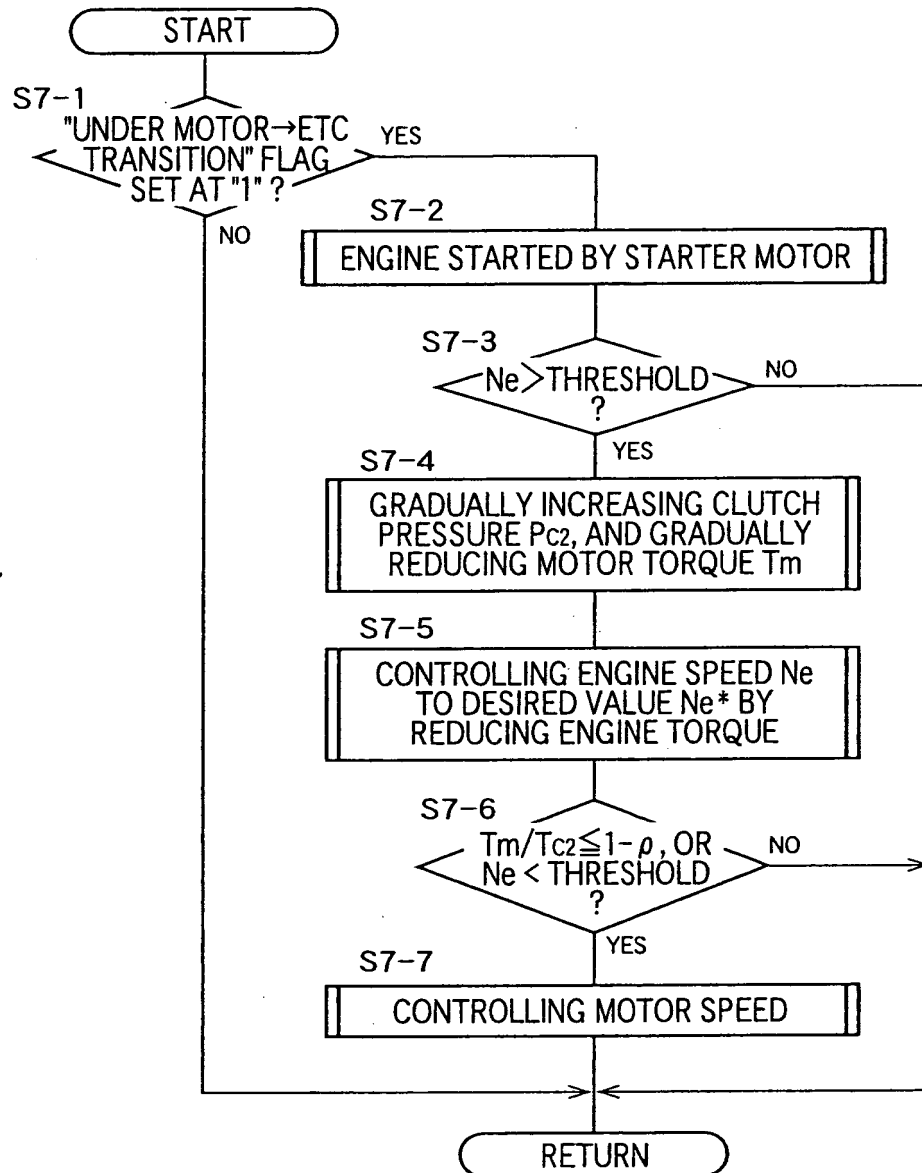 START
S7-1
"UNDER MOTOR→ETC
TRANSITION" FLAG
SET AT "1" ?
YES
NO
S7-2
ENGINE STARTED BY STARTER MOTOR
S7-3
Ne>THRESHOLD
?
NO
YES
S7-4
GRADUALLY INCREASING CLUTCH
PRESSURE PC2, AND GRADUALLY
REDUCING MOTOR TORQUE Tm
S7-5
CONTROLLING ENGINE SPEED Ne
TO DESIRED VALUE Ne* BY
REDUCING ENGINE TORQUE
S7-6
Tm/TC2≦1-ρ, OR
Ne < THRESHOLD
?
NO
YES
S7-7
CONTROLLING MOTOR SPEED
RETURN